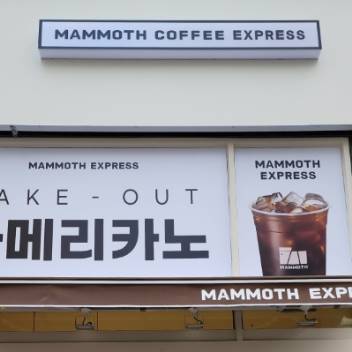 MAMMOTH COFFEE EXPRESS
MAMMOTH EXPRESS
AKE - OUT
메리카노
MAMMOTH
EXPRESS
MAMMOTH
MAMMOTH EXP